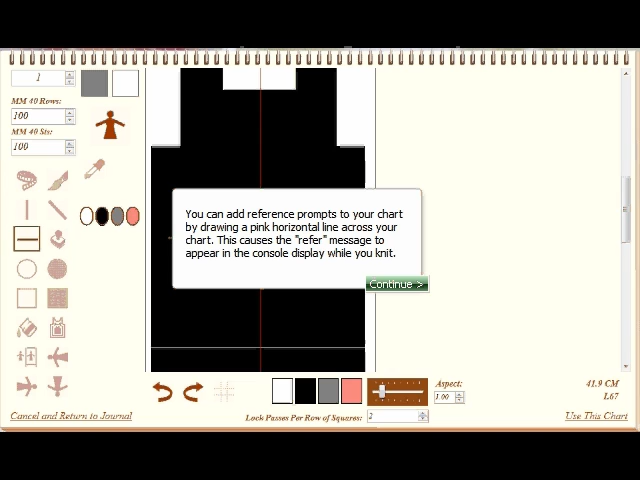 1
MM 40 Rows:
100
MM 40 Sts:
100
You can add reference prompts to your chart
by drawing a pink horizontal line across your
chart. This causes the "refer" message to
appear in the console display while you knit.
Continue >
Aspect:
1.00
41.9 CM
L67
Cancel and Return to Journal
Lock Passes Per Row of Squares:
2
Use This Chart